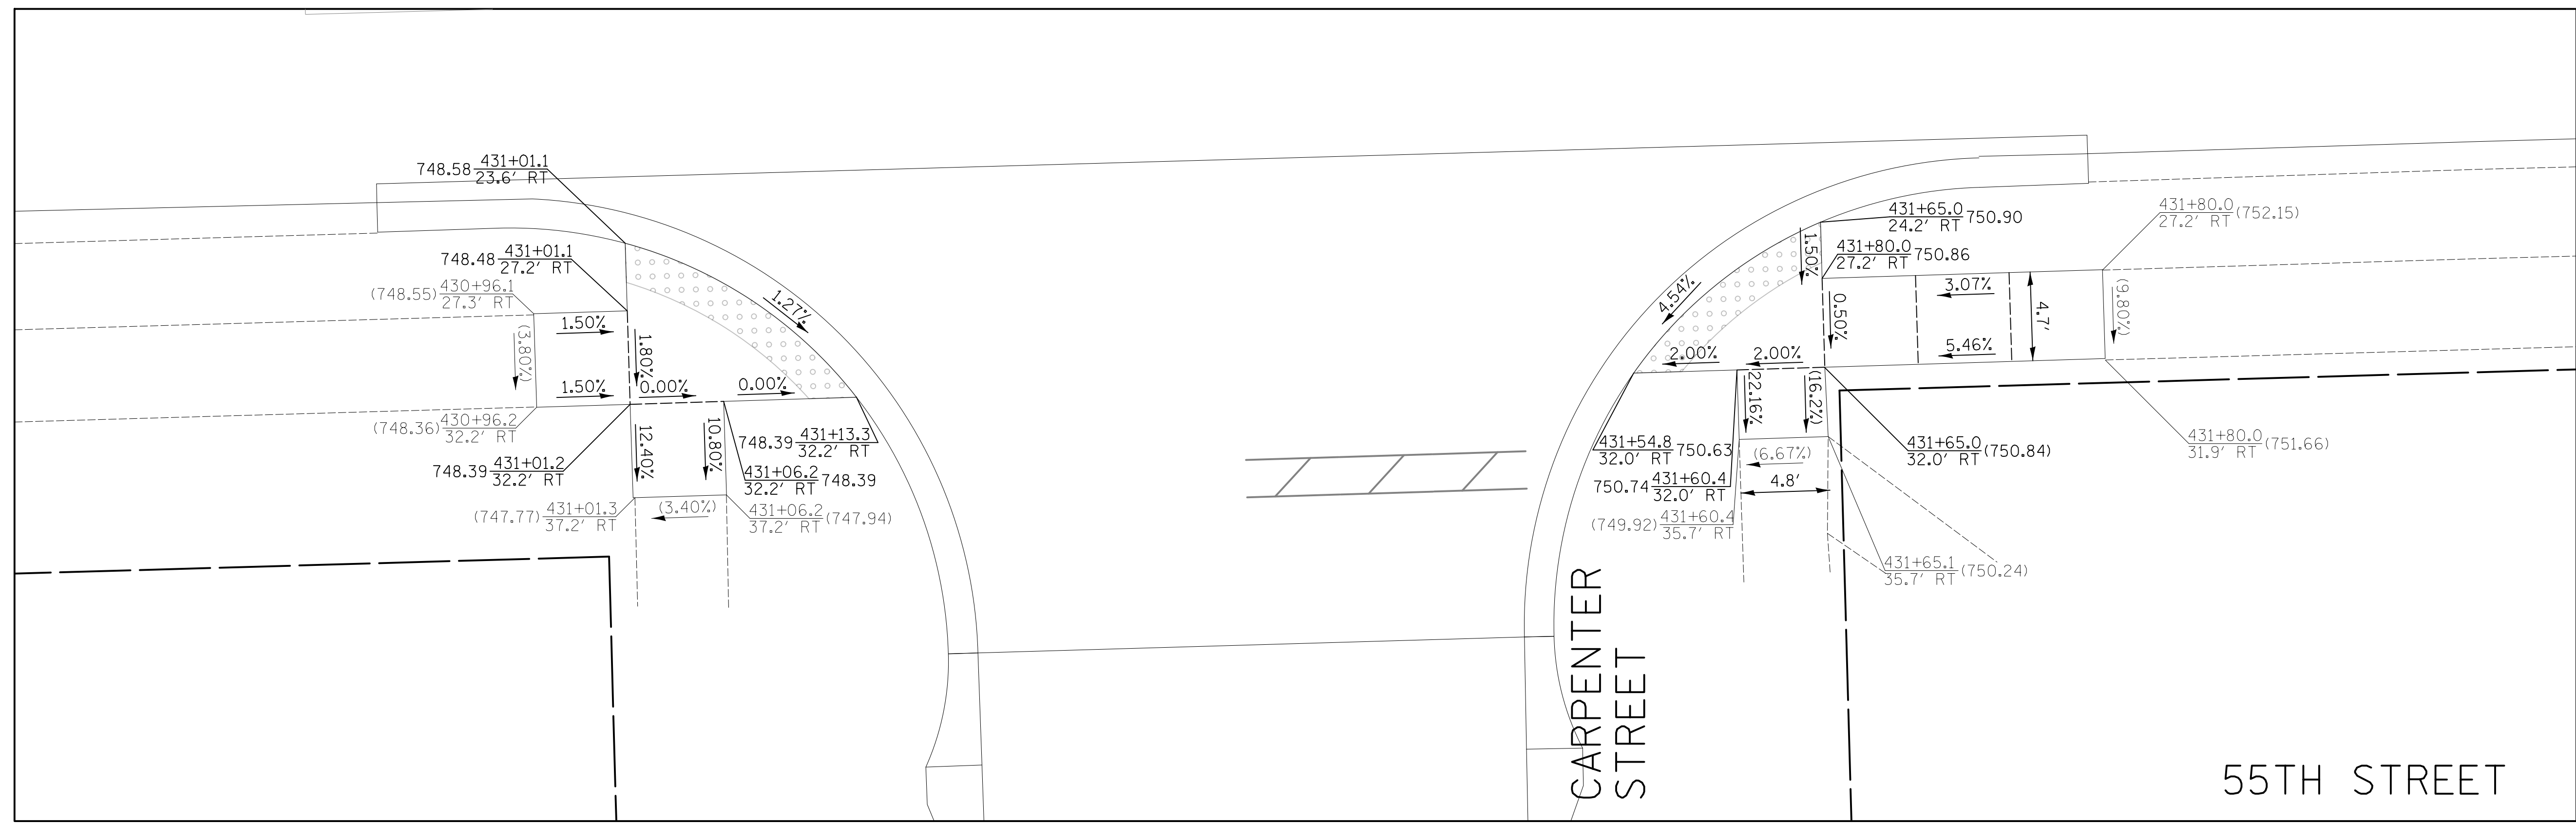 748.58 431+01.1
23.6' RT
748.48 431+01.1
27.2' RT
(748.55) 430+96.1
27.3' RT
(3.80%)
1.50%
1.80%
1.27%
1.50%
0.00%
0.00%
(748.36) 430+96.2
32.2' RT
748.39 431+01.2
32.2' RT
12.40%
10.80%
748.39 431+13.3
32.2' RT
431+06.2 748.39
32.2' RT
(747.77) 431+01.3
37.2' RT
(3.40%)
431+06.2 (747.94)
37.2' RT
431+65.0 750.90
24.2' RT
431+80.0 750.86
27.2' RT
431+80.0 (752.15)
27.2' RT
1.50%
4.54%
0.50%
3.07%
4.7'
(9.80%)
2.00%
2.00%
5.46%
22.16%
(16.2%)
431+54.8 750.63
32.0' RT
750.74 431+60.4
32.0' RT
(749.92) 431+60.4
35.7' RT
(6.67%)
4.8'
431+65.0 (750.84)
32.0' RT
431+80.0 (751.66)
31.9' RT
431+65.1 (750.24)
35.7' RT
CARPENTER
STREET
55TH STREET